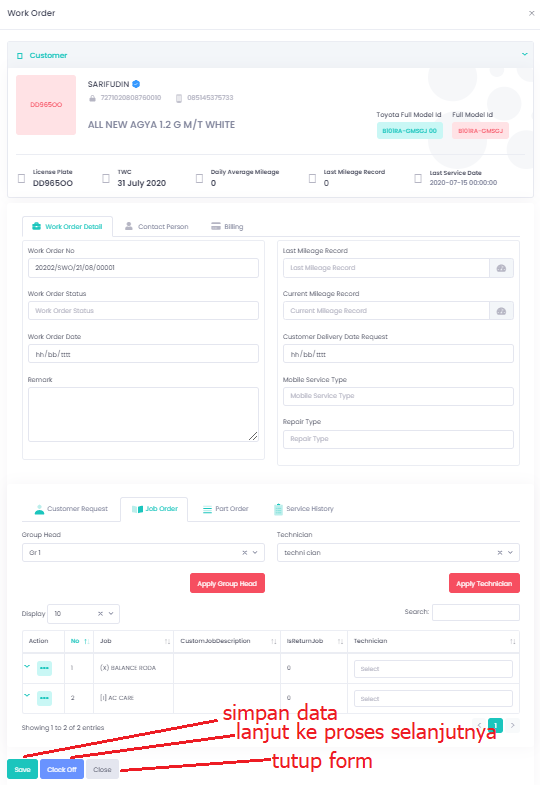 Work Order
×
Customer
DD965OO
SARIFUDIN
7371020808760010 085145375733
ALL NEW AGYA 1.2 G M/T WHITE
Toyota Full Model Id Full Model Id
B101RA-GMSGJ 00 B101RA-GMSGJ
License Plate
DD965OO
TWC
31 July 2020
Daily Average Mileage
0
Last Mileage Record
0
Last Service Date
2020-07-15 00:00:00
Work Order Detail Contact Person Billing
Work Order No
20202/SWO/21/08/00001
Work Order Status
Work Order Status
Work Order Date
hh/bb/tttt
Remark
Last Mileage Record
Last Mileage Record
Current Mileage Record
Current Mileage Record
Customer Delivery Date Request
hh/bb/tttt
Mobile Service Type
Mobile Service Type
Repair Type
Repair Type
Customer Request Job Order Part Order Service History
Group Head
Gr 1
Technician
techni cian
Apply Group Head Apply Technician
Display 10 Search:
Action No Job CustomJobDescription IsReturnJob Technician
1 (X) BALANCE RODA 0 Select
2 [I] AC CARE 0 Select
Showing 1 to 2 of 2 entries 1
simpan data
lanjut ke proses selanjutnya
tutup form
Save Clock Off Close